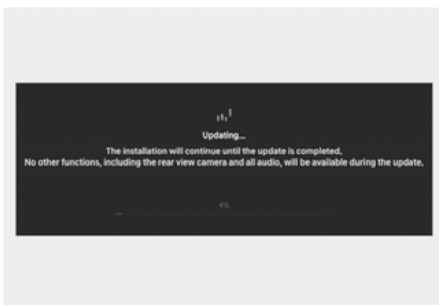 Updating...
The installation will continue until the update is completed.
No other functions, including the rear view camera and all audio, will be available during the update.
4%